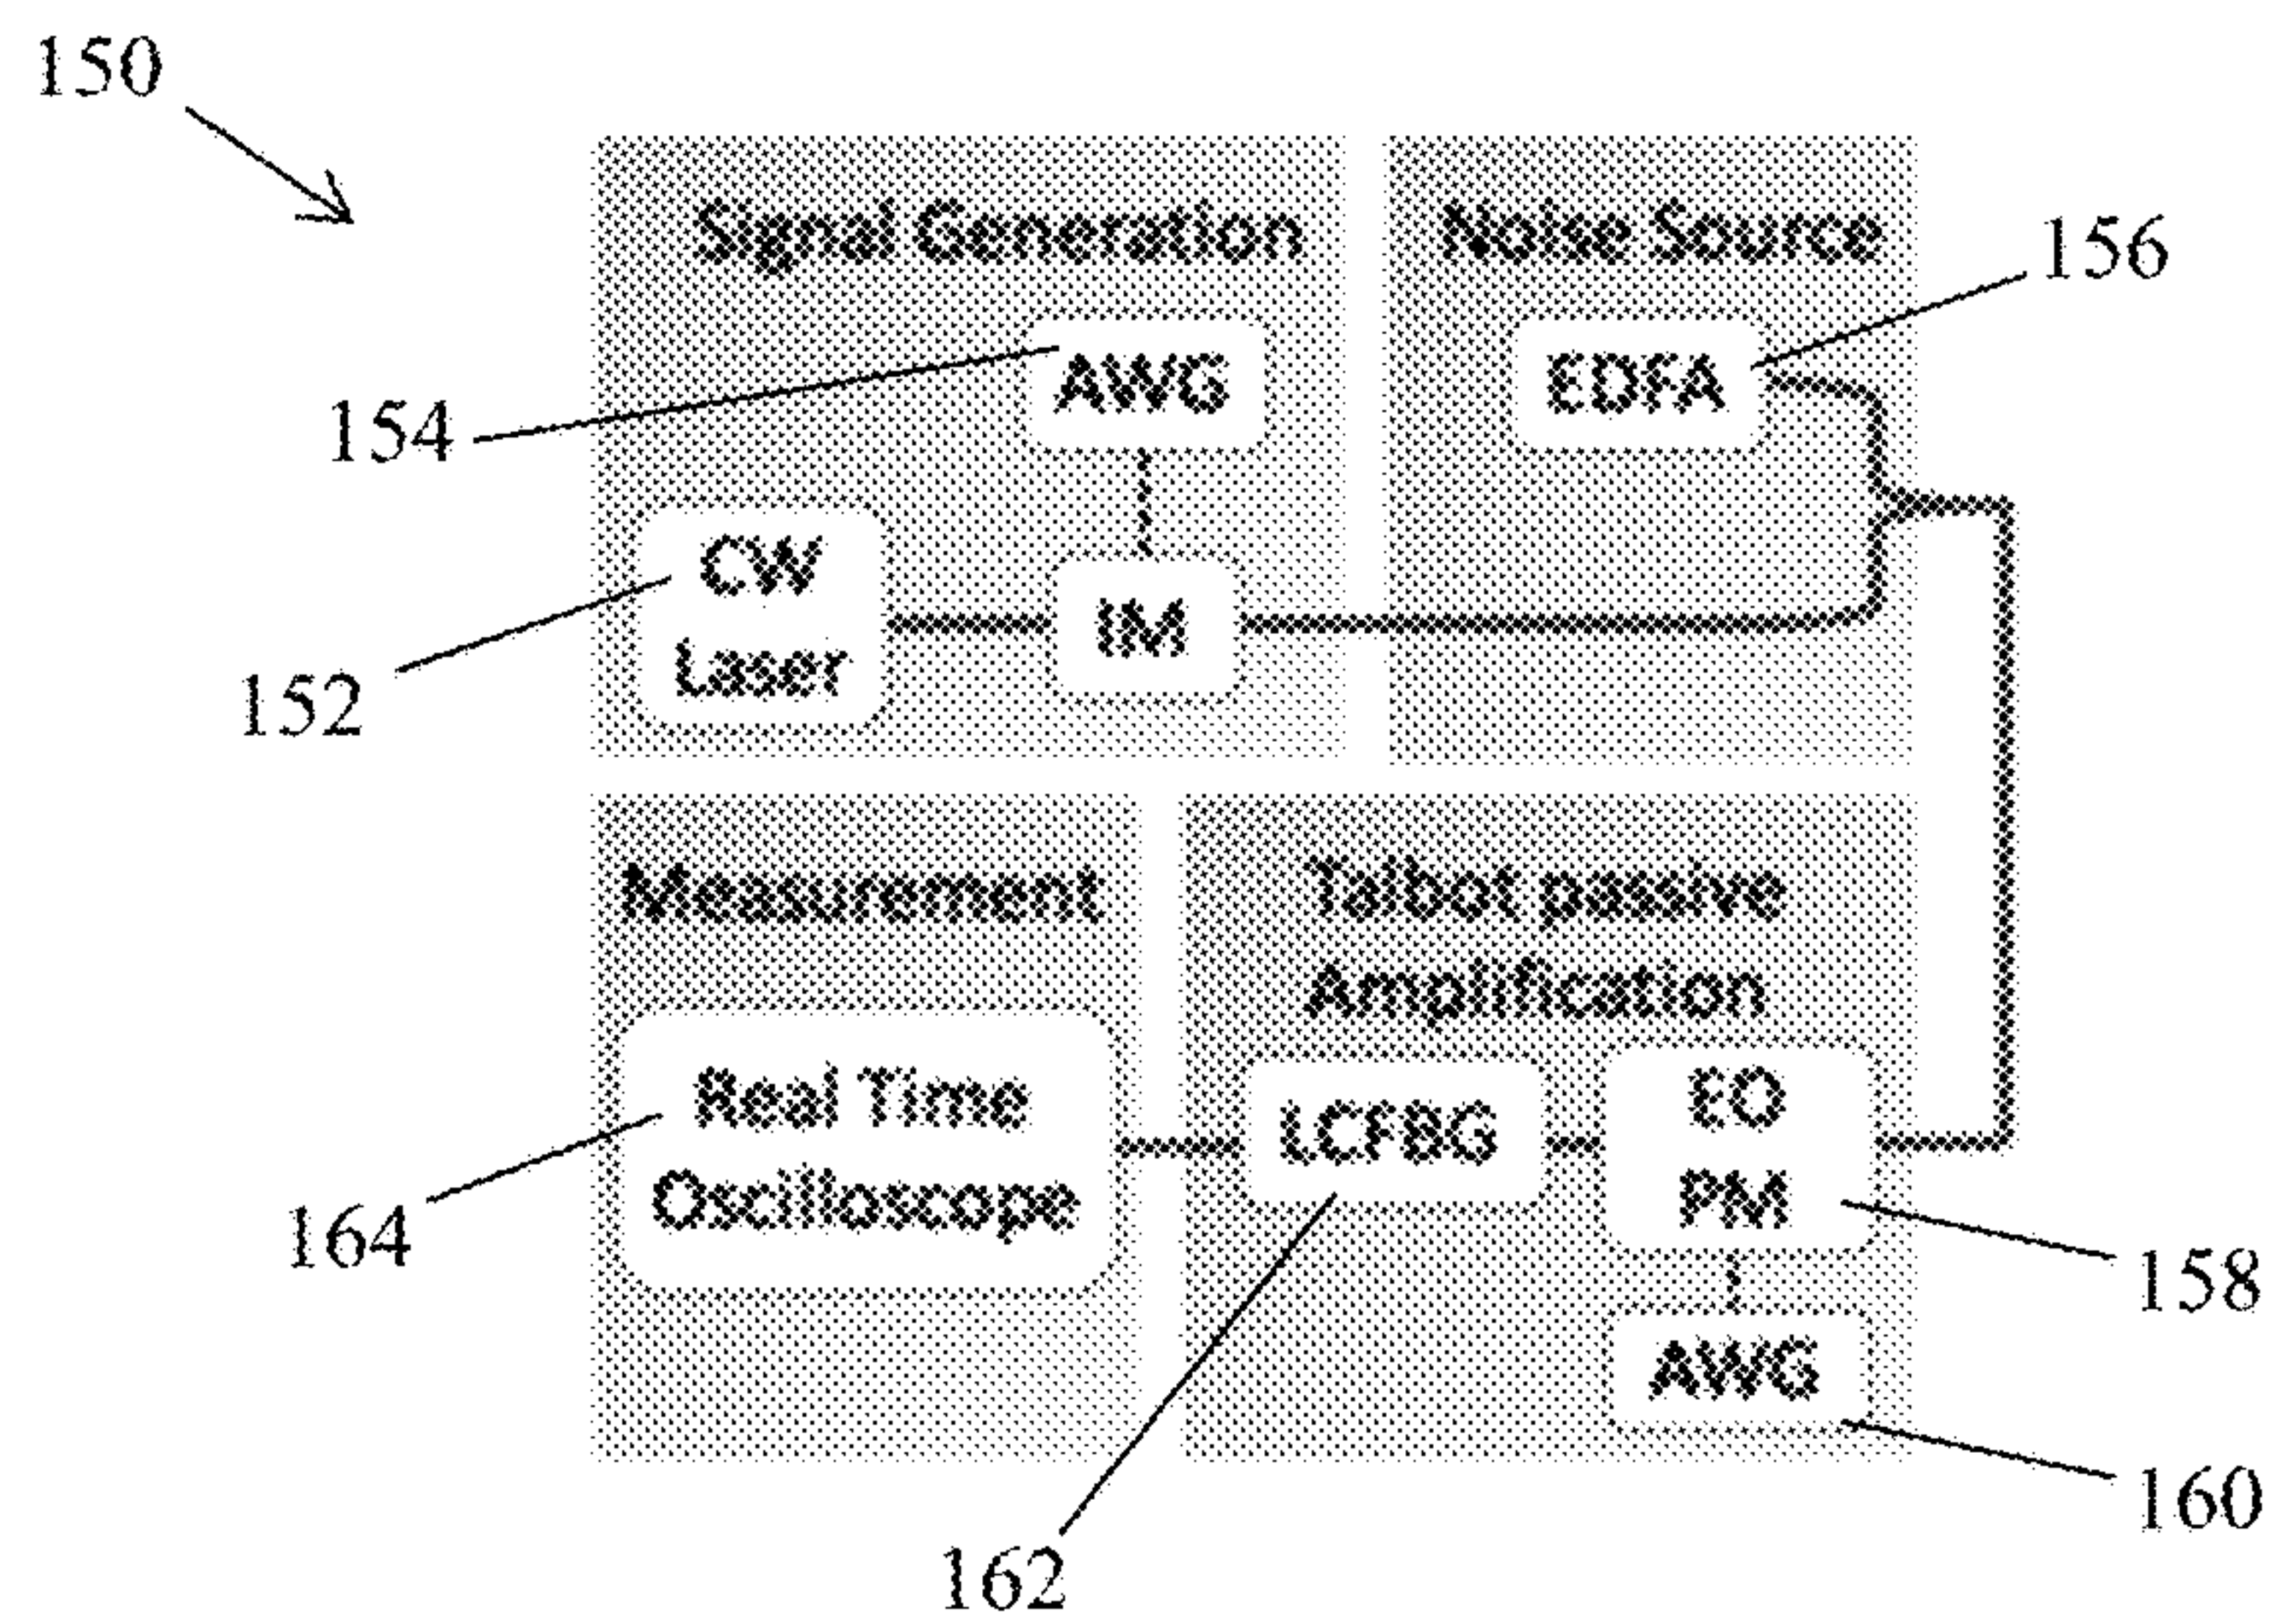 150
Signal Generation
Noise Source
156
AWG
EDFA
154
CW
Laser
IM
152
Measurement
Talbot passive
Amplification
Real Time
Oscilloscope
LCFBG
EO
PM
164
158
AWG
160
162